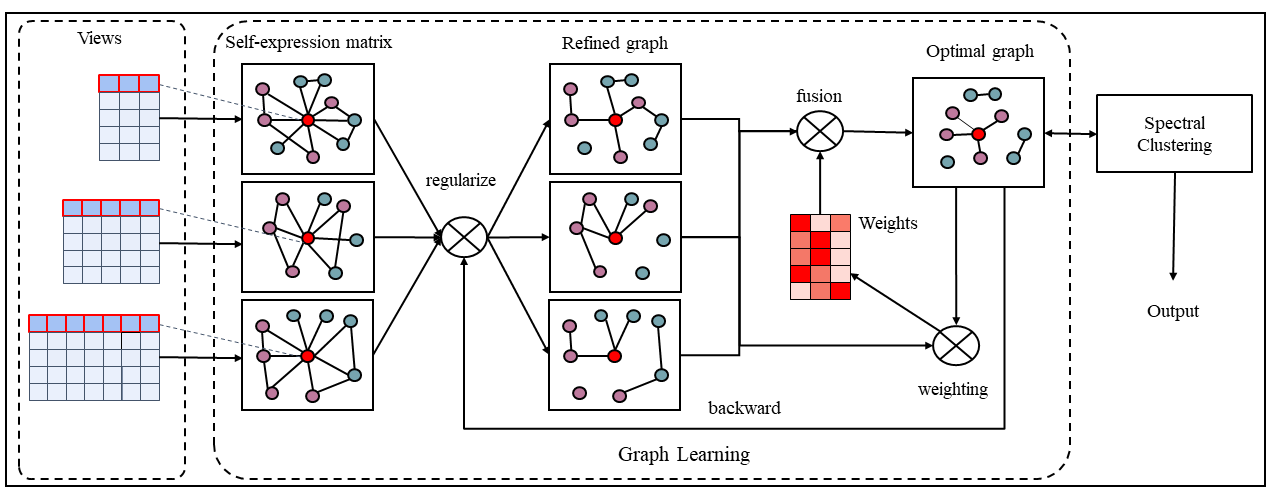 Views
Self-expression matrix
Refined graph
Optimal graph
fusion
Spectral
Clustering
regularize
Weights
Output
weighting
backward
Graph Learning